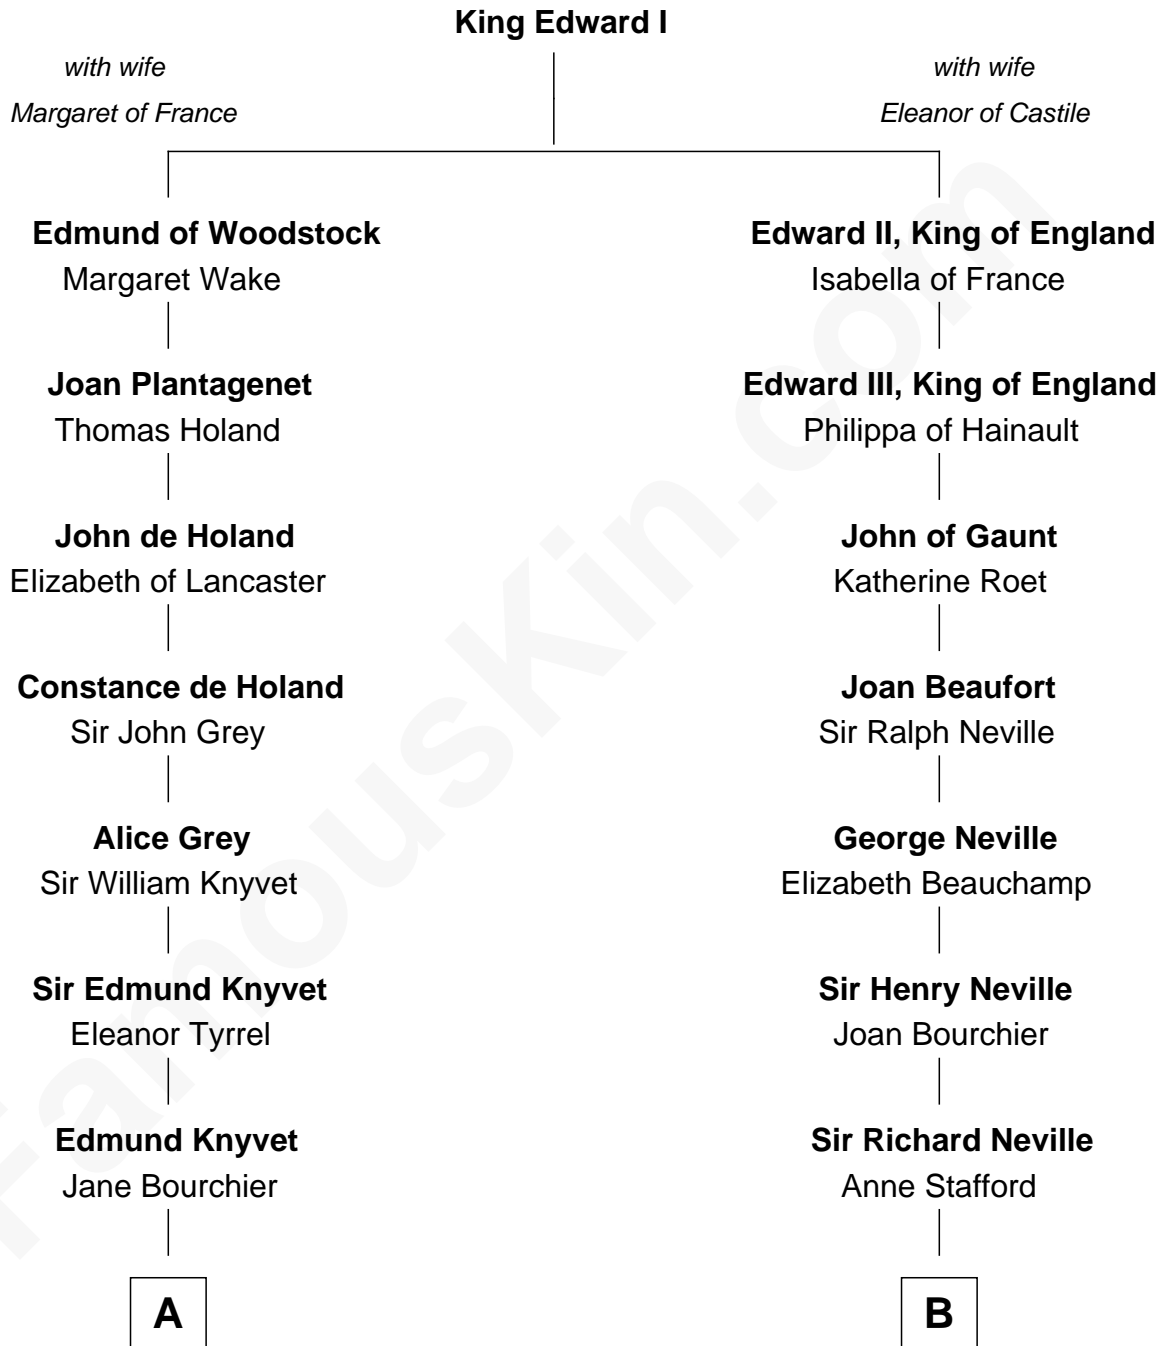 King Edward I
with wife
Margaret of France
with wife
Eleanor of Castile
Edmund of Woodstock
Margaret Wake
Edward II, King of England
Isabella of France
Joan Plantagenet
Thomas Holand
Edward III, King of England
Philippa of Hainault
John de Holand
Elizabeth of Lancaster
John of Gaunt
Katherine Roet
Constance de Holand
Sir John Grey
Joan Beaufort
Sir Ralph Neville
Alice Grey
Sir William Knyvet
George Neville
Elizabeth Beauchamp
Sir Edmund Knyvet
Eleanor Tyrrel
Sir Henry Neville
Joan Bourchier
Edmund Knyvet
Jane Bourchier
Sir Richard Neville
Anne Stafford
A
B
FamousKin.com